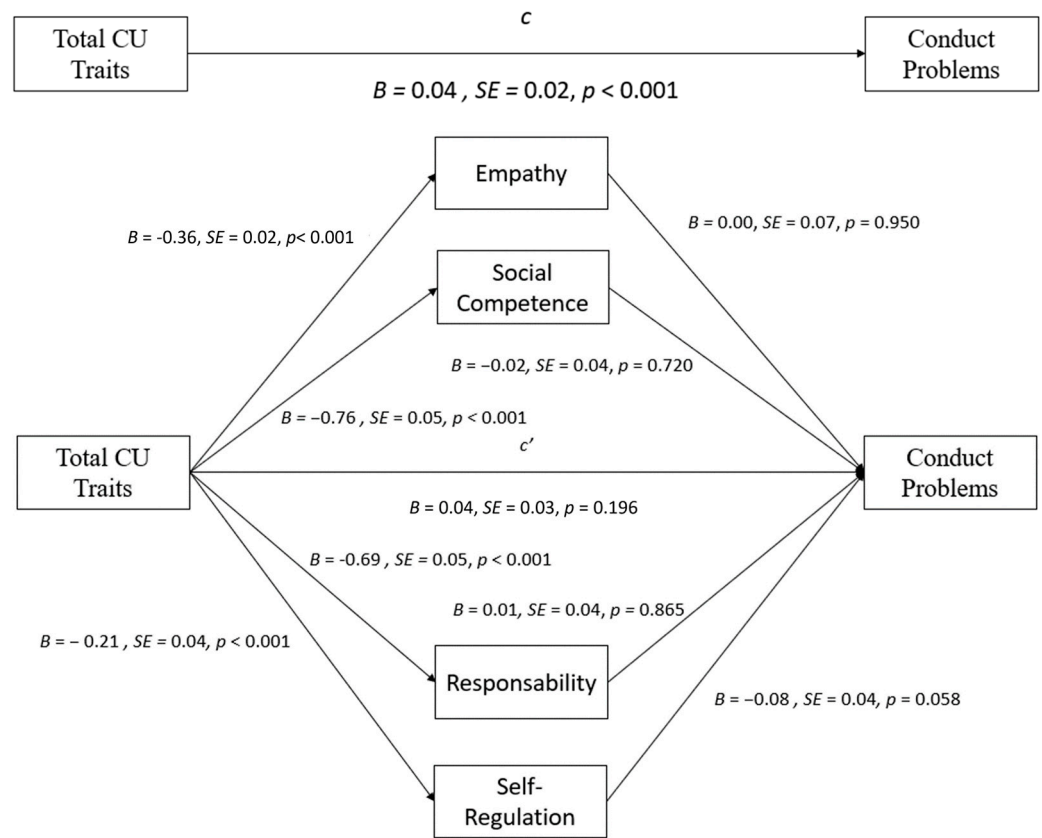 c
Total CU
Traits
Conduct
Problems
B = 0.04 , SE = 0.02, p < 0.001
Empathy
B = -0.36, SE = 0.02, p< 0.001
B = 0.00, SE = 0.07, p = 0.950
Social
Competence
B = −0.02, SE = 0.04, p = 0.720
B = −0.76 , SE = 0.05, p < 0.001
c′
Total CU
Traits
Conduct
Problems
B = 0.04, SE = 0.03, p = 0.196
B = -0.69 , SE = 0.05, p < 0.001
B = 0.01, SE = 0.04, p = 0.865
B = − 0.21 , SE = 0.04, p < 0.001
Responsability
B = −0.08 , SE = 0.04, p = 0.058
Self-
Regulation